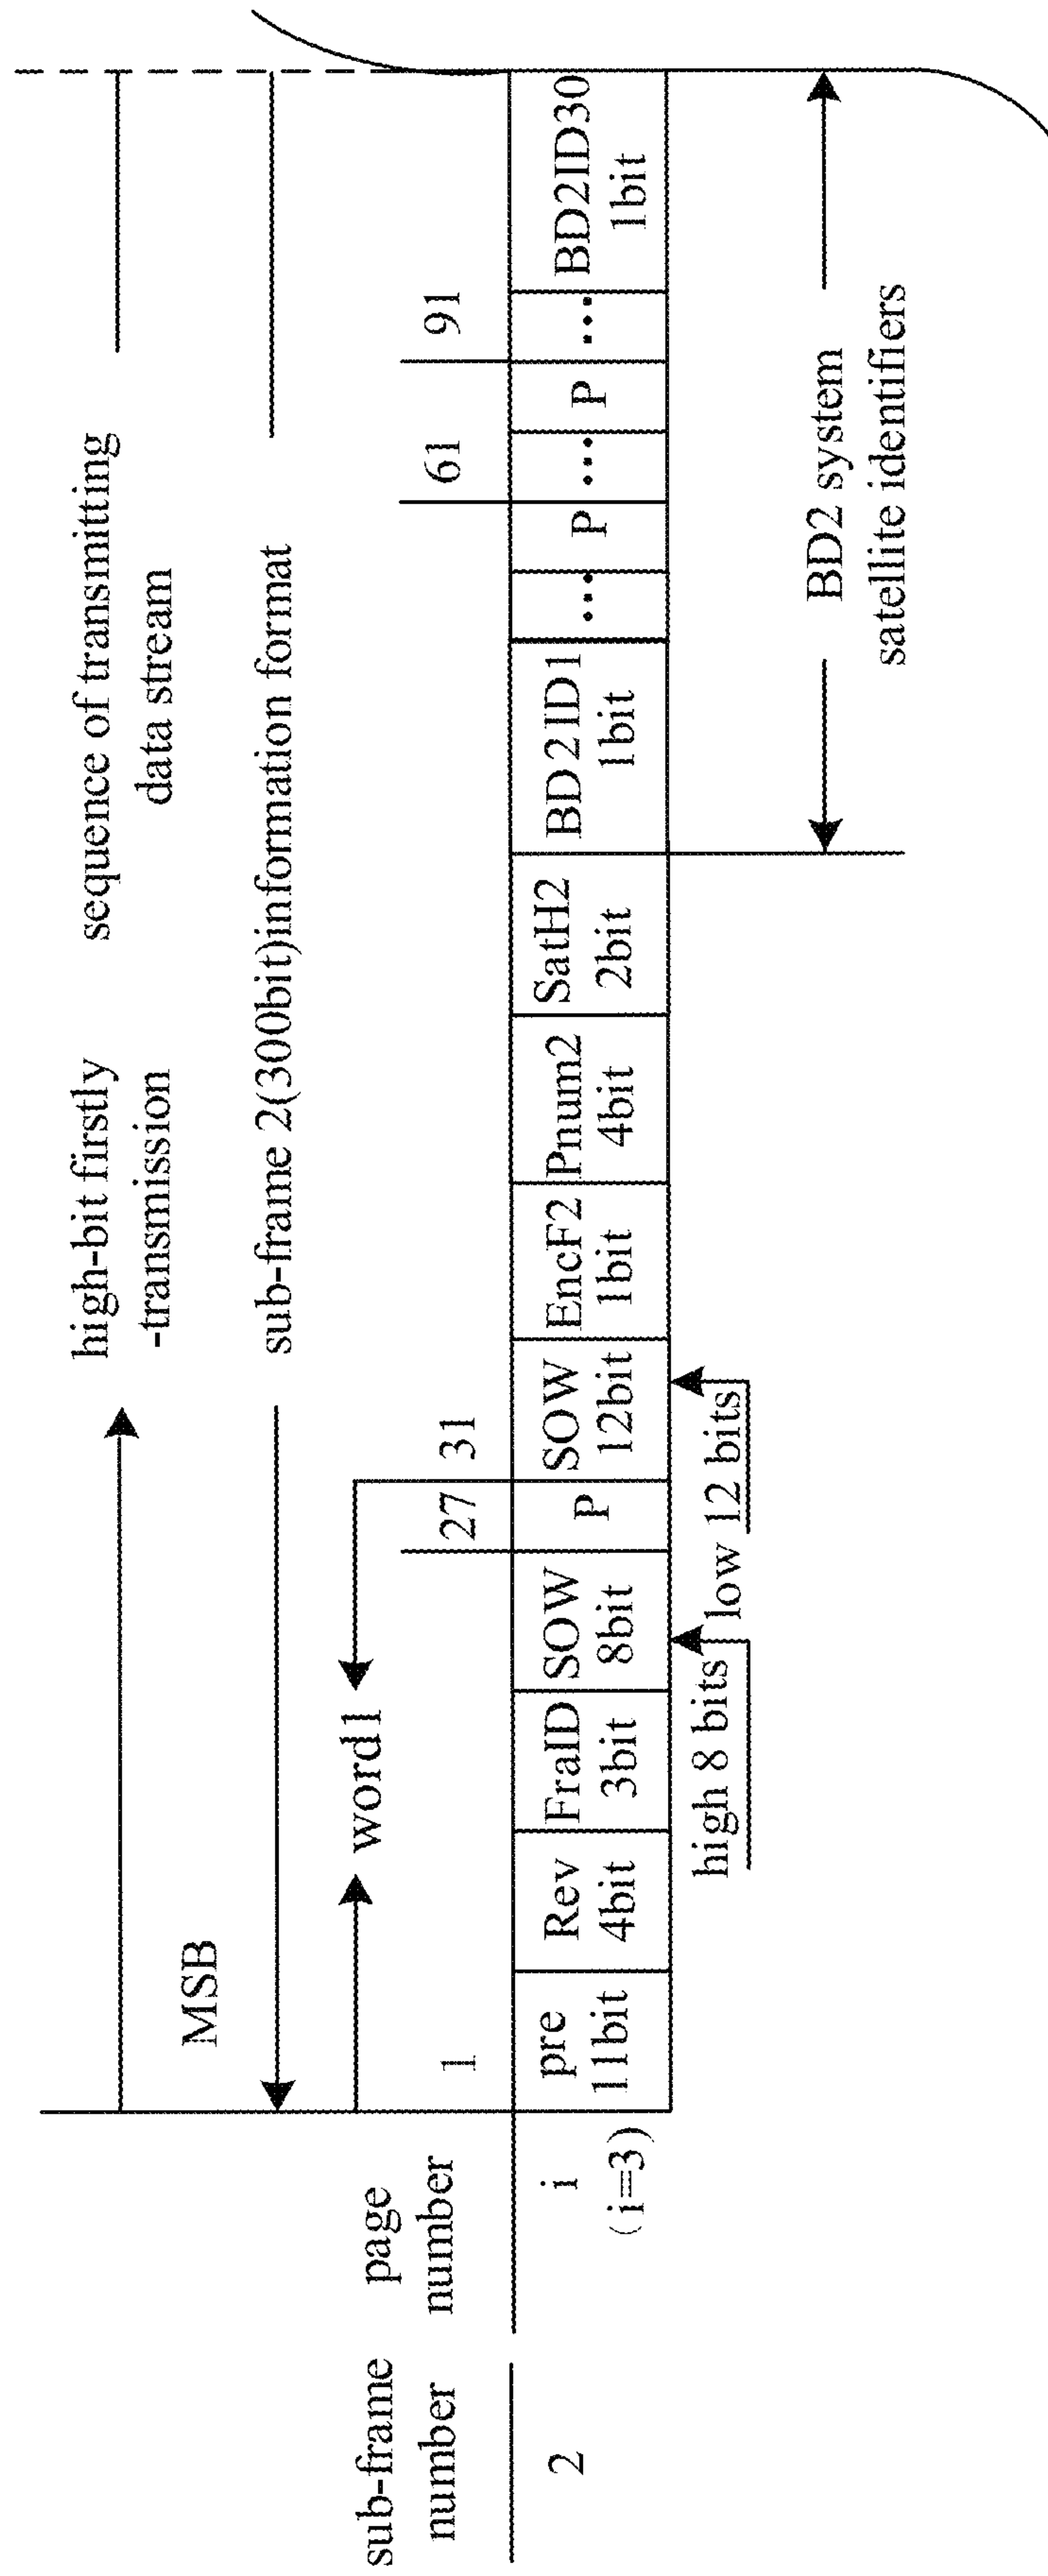 high-bit firstly
-transmission
sequence of transmitting
data stream
MSB
sub-frame 2(300bit)information format
word1
sub-frame
number
page
number
1
27
31
61
91
2
i
(i=3)
pre
11bit
Rev
4bit
FraID
3bit
SOW
8bit
P
SOW
12bit
EncF2
1bit
Pnum2
4bit
SatH2
2bit
BD2ID1
1bit
...
P
...
P
...
BD2ID30
1bit
high 8 bits
low 12 bits
BD2 system
satellite identifiers